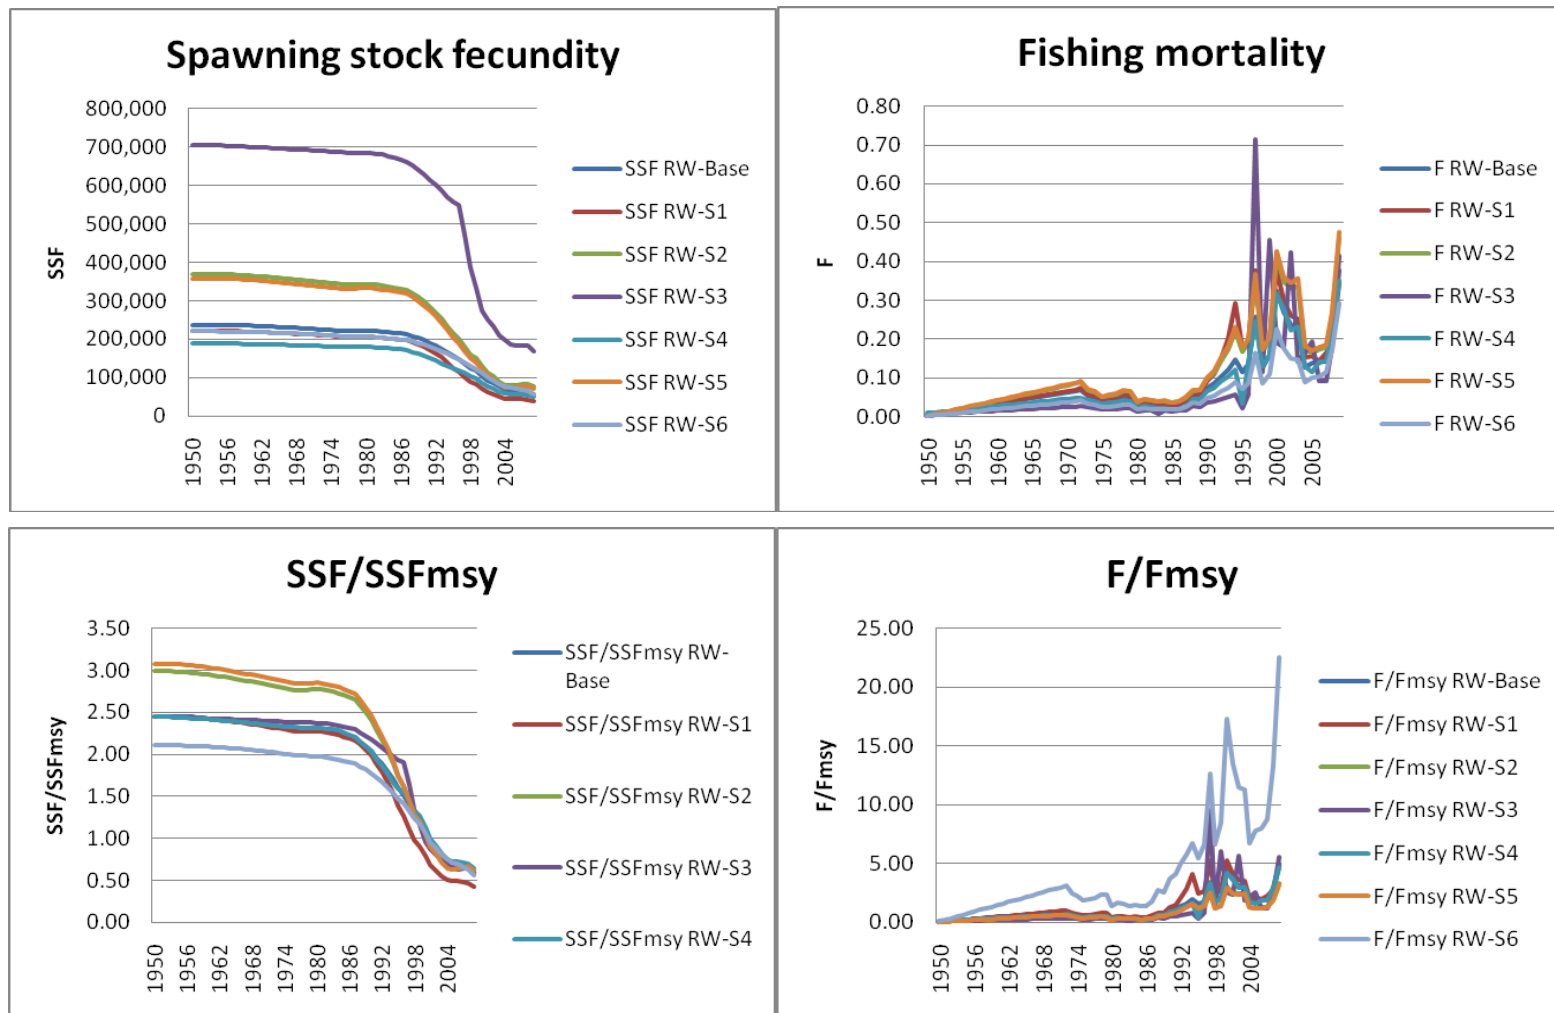 Spawning stock fecundity
800,000
700,000
600,000
500,000
400,000
300,000
200,000
100,000
0
SSF
1950
1956
1962
1968
1974
1980
1986
1992
1998
2004
SSF RW-Base
SSF RW-S1
SSF RW-S2
SSF RW-S3
SSF RW-S4
SSF RW-S5
SSF RW-S6
Fishing mortality
0.80
0.70
0.60
0.50
0.40
0.30
0.20
0.10
0.00
F
1950
1955
1960
1965
1970
1975
1980
1985
1990
1995
2000
2005
F RW-Base
F RW-S1
F RW-S2
F RW-S3
F RW-S4
F RW-S5
F RW-S6
SSF/SSFmsy
3.50
3.00
2.50
2.00
1.50
1.00
0.50
0.00
SSF/SSFmsy
1950
1956
1962
1968
1974
1980
1986
1992
1998
2004
SSF/SSFmsy RW-
Base
SSF/SSFmsy RW-S1
SSF/SSFmsy RW-S2
SSF/SSFmsy RW-S3
SSF/SSFmsy RW-S4
F/Fmsy
25.00
20.00
15.00
10.00
5.00
0.00
F/Fmsy
1950
1956
1962
1968
1974
1980
1986
1992
1998
2004
F/Fmsy RW-Base
F/Fmsy RW-S1
F/Fmsy RW-S2
F/Fmsy RW-S3
F/Fmsy RW-S4
F/Fmsy RW-S5
F/Fmsy RW-S6